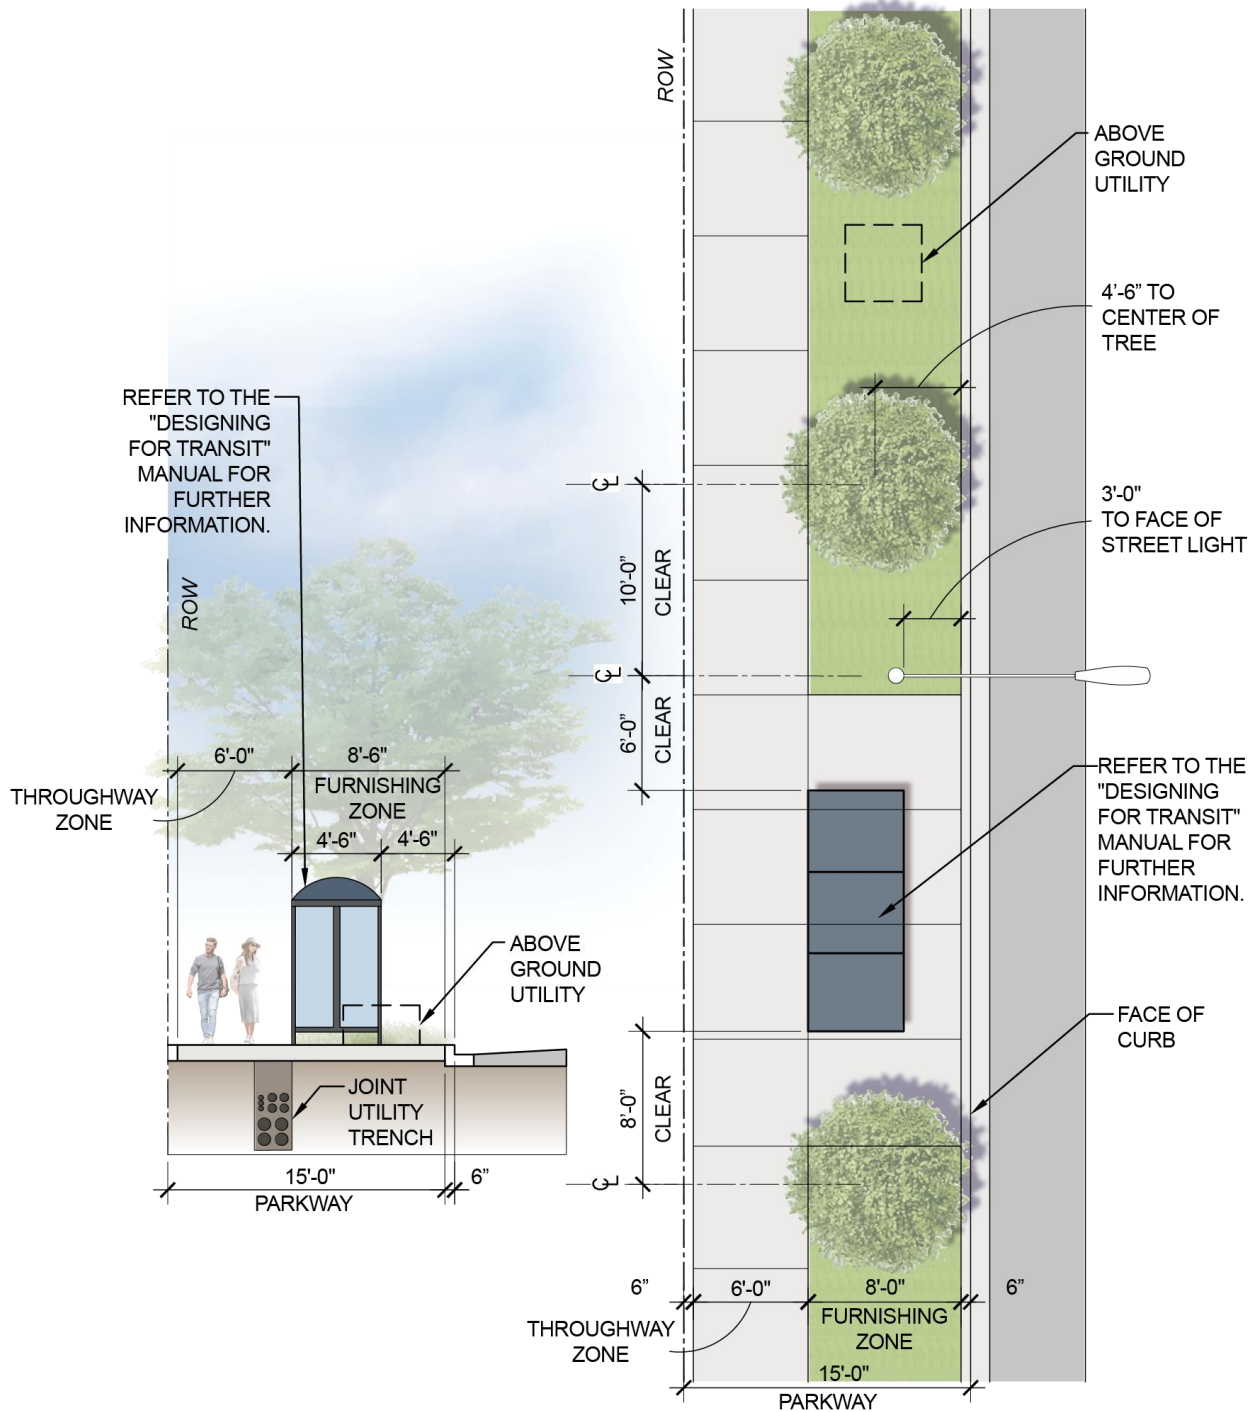 REFER TO THE
"DESIGNING
FOR TRANSIT"
MANUAL FOR
FURTHER
INFORMATION.
ROW
6'-0"
8'-6"
THROUGHWAY
ZONE
FURNISHING
ZONE
4'-6"
4'-6"
ABOVE
GROUND
UTILITY
JOINT
UTILITY
TRENCH
15'-0"
6"
PARKWAY
ROW
ABOVE
GROUND
UTILITY
4’-6” TO
CENTER OF
TREE
3'-0"
TO FACE OF
STREET LIGHT
CL
10’-0”
CLEAR
CL
6’-0”
CLEAR
REFER TO THE
"DESIGNING
FOR TRANSIT"
MANUAL FOR
FURTHER
INFORMATION.
FACE OF
CURB
8’-0”
CLEAR
CL
6”
6'-0"
8'-0"
6”
THROUGHWAY
ZONE
FURNISHING
ZONE
15'-0"
PARKWAY